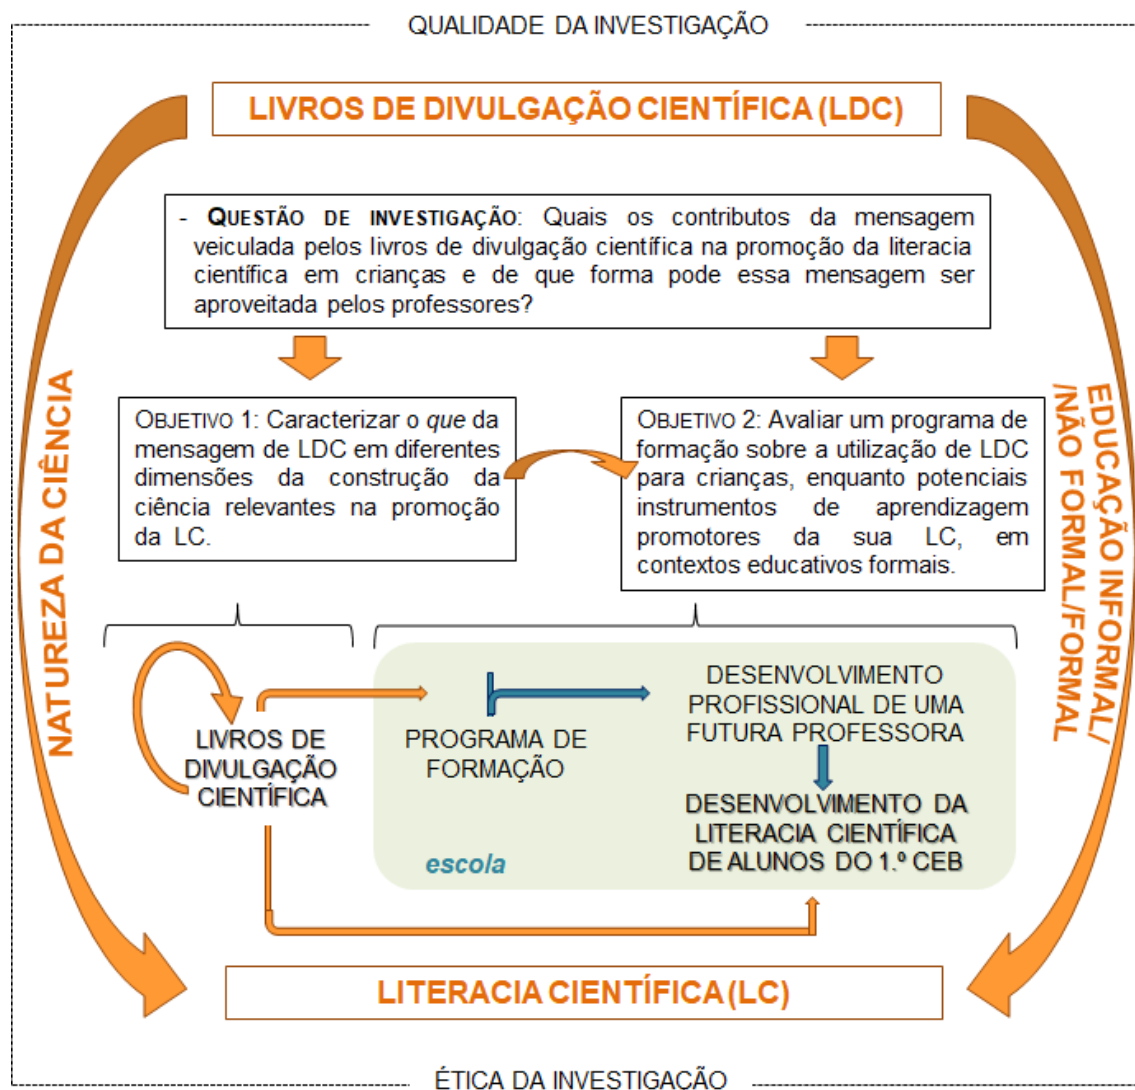 QUALIDADE DA INVESTIGAÇÃO
LIVROS DE DIVULGAÇÃO CIENTÍFICA (LDC)
- QUESTÃO DE INVESTIGAÇÃO: Quais os contributos da mensagem
veiculada pelos livros de divulgação científica na promoção da literacia
científica em crianças e de que forma pode essa mensagem ser
aproveitada pelos professores?
NATUREZA DA CIÊNCIA
EDUCAÇÃO INFORMAL/
/NÃO FORMAL/FORMAL
OBJETIVO 1: Caracterizar o que da
mensagem de LDC em diferentes
dimensões da construção da
ciência relevantes na promoção
da LC.
OBJETIVO 2: Avaliar um programa de
formação sobre a utilização de LDC
para crianças, enquanto potenciais
instrumentos de aprendizagem
promotores da sua LC, em
contextos educativos formais.
LIVROS DE
DIVULGAÇÃO
CIENTÍFICA
PROGRAMA DE
FORMAÇÃO
DESENVOLVIMENTO
PROFISSIONAL DE UMA
FUTURA PROFESSORA
DESENVOLVIMENTO DA
LITERACIA CIENTÍFICA
DE ALUNOS DO 1.º CEB
escola
LITERACIA CIENTÍFICA (LC)
ÉTICA DA INVESTIGAÇÃO